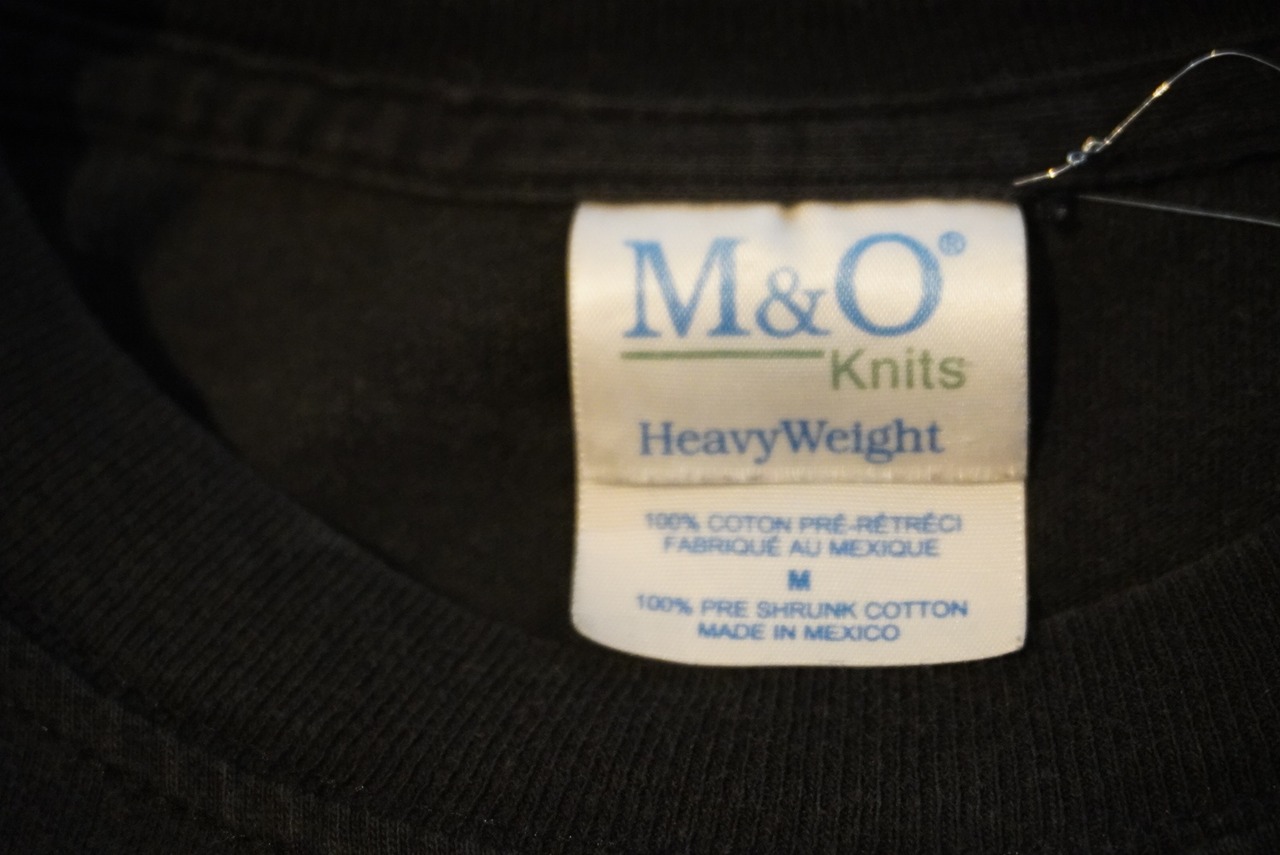 M&O®
Knits
HeavyWeight
100% COTON PRÉ-RÉTRÉCI
FABRIQUÉ AU MEXIQUE
M
100% PRE SHRUNK COTTON
MADE IN MEXICO